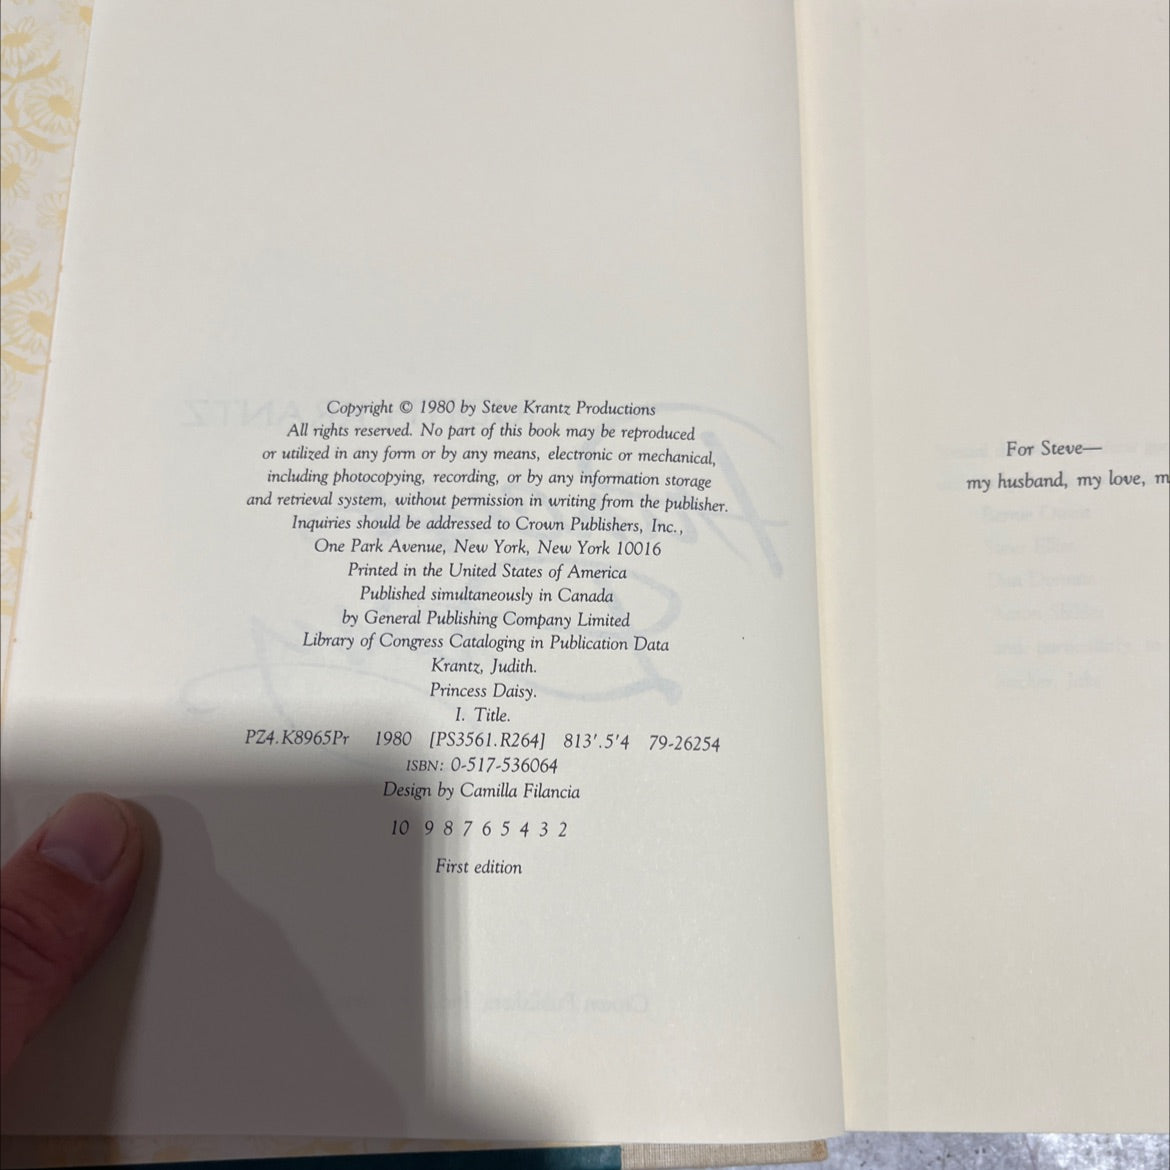 Copyright © 1980 by Steve Krantz Productions
All rights reserved. No part of this book may be reproduced
or utilized in any form or by any means, electronic or mechanical,
including photocopying, recording, or by any information storage
and retrieval system, without permission in writing from the publisher.
Inquiries should be addressed to Crown Publishers, Inc.,
One Park Avenue, New York, New York 10016
Printed in the United States of America
Published simultaneously in Canada
by General Publishing Company Limited
Library of Congress Cataloging in Publication Data
Krantz, Judith.
Princess Daisy.
I. Title.
PZ4.K8965Pr 1980 [PS3561.R264] 813'.5'4 79-26254
ISBN: 0-517-536064
Design by Camilla Filancia
10 9 8 7 6 5 4 3 2
First edition
For Steve—
my husband, my love,